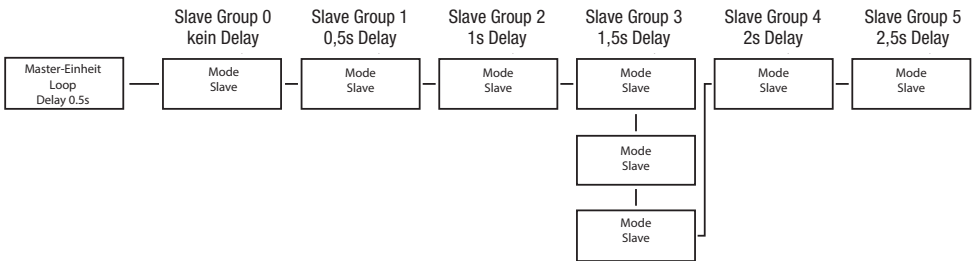 Slave Group 0
kein Delay
Slave Group 1
0,5s Delay
Slave Group 2
1s Delay
Slave Group 3
1,5s Delay
Slave Group 4
2s Delay
Slave Group 5
2,5s Delay
Master-Einheit
Loop
Delay 0.5s
Mode
Slave
Mode
Slave
Mode
Slave
Mode
Slave
Mode
Slave
Mode
Slave
Mode
Slave
Mode
Slave